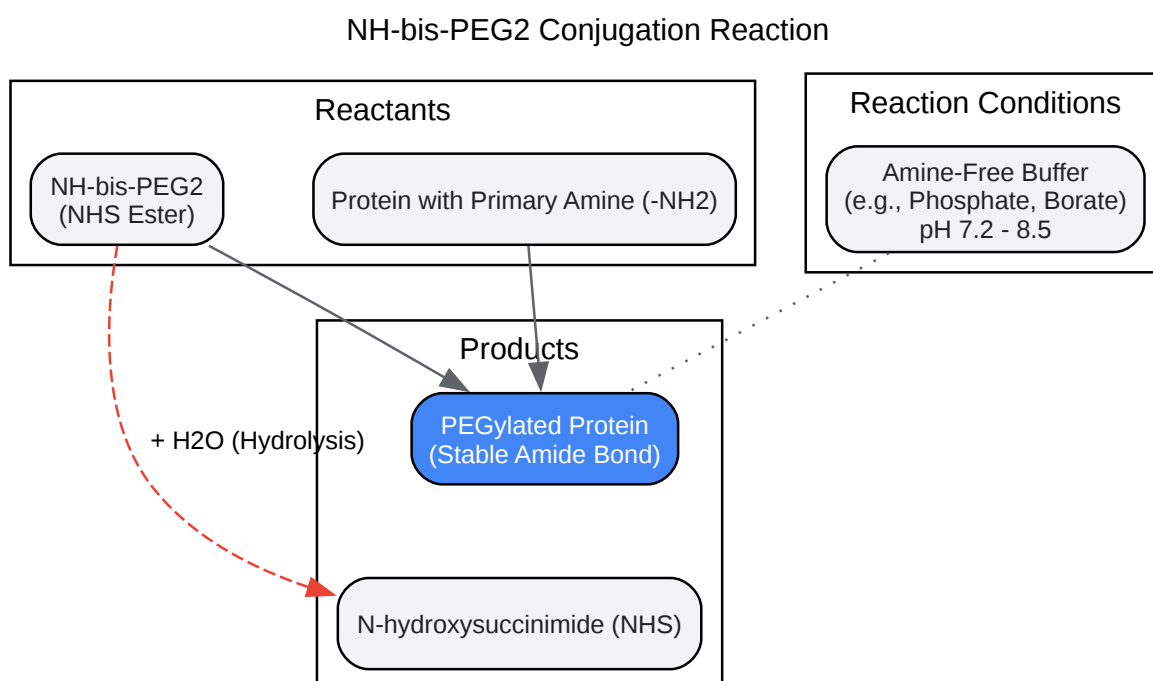 NH-bis-PEG2 Conjugation Reaction
Reactants
NH-bis-PEG2
(NHS Ester)
Protein with Primary Amine (-NH2)
Reaction Conditions
Amine-Free Buffer
(e.g., Phosphate, Borate)
pH 7.2 - 8.5
Products
PEGylated Protein
(Stable Amide Bond)
+ H2O (Hydrolysis)
N-hydroxysuccinimide (NHS)